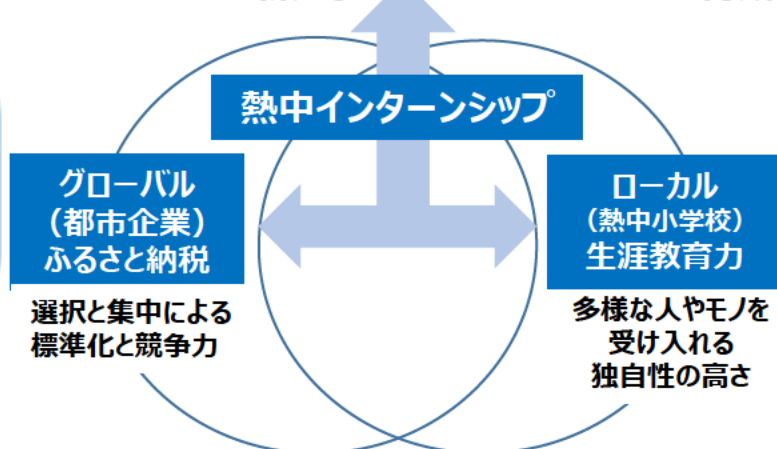 熱中インターンシップ
グローバル
（都市企業）
ふるさと納税
選択と集中による
標準化と競争力
ローカル
（熱中小学校）
生涯教育力
多様な人やモノを
受け入れる
独自性の高さ